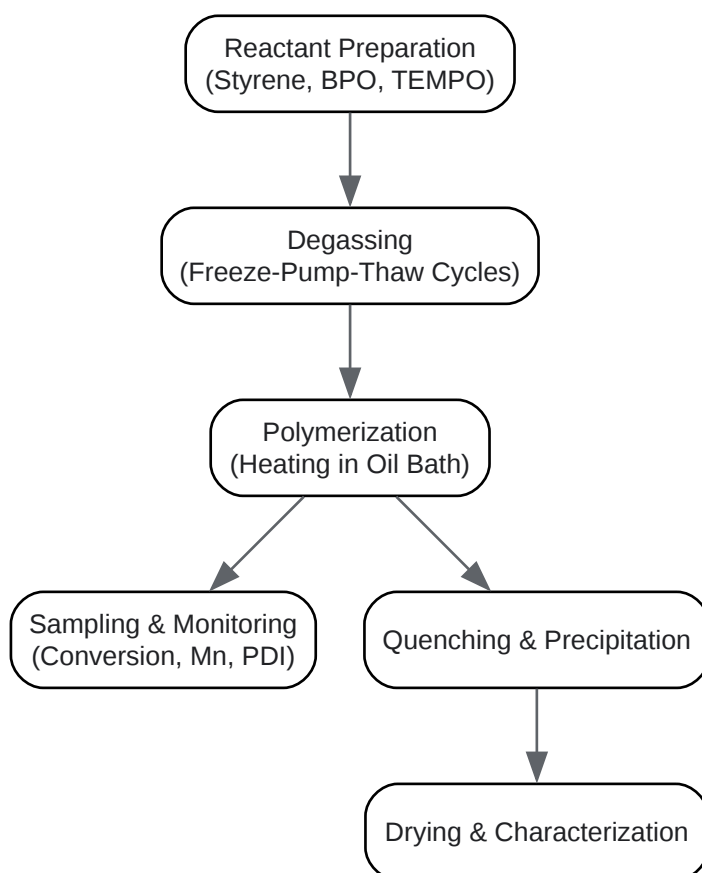 Reactant Preparation
(Styrene, BPO, TEMPO)
Degassing
(Freeze-Pump-Thaw Cycles)
Polymerization
(Heating in Oil Bath)
Sampling & Monitoring
(Conversion, Mn, PDI)
Quenching & Precipitation
Drying & Characterization